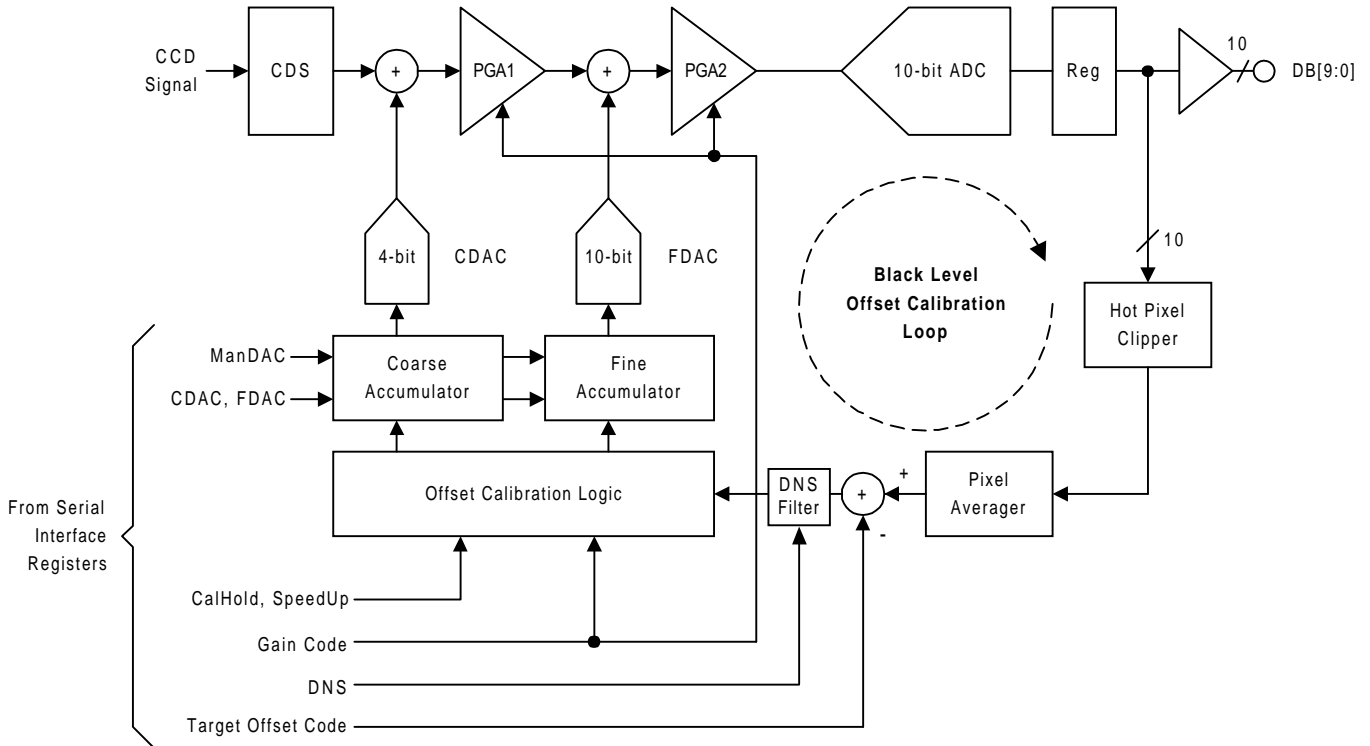 CCD
Signal
CDS
+
PGA1
+
PGA2
10-bit ADC
Reg
10
DB[9:0]
4-bit
CDAC
10-bit
FDAC
Black Level
Offset Calibration
Loop
10
Hot Pixel
Clipper
ManDAC
CDAC, FDAC
Coarse
Accumulator
Fine
Accumulator
From Serial
Interface
Registers
Offset Calibration Logic
DNS
Filter
+
+
-
Pixel
Averager
CalHold, SpeedUp
Gain Code
DNS
Target Offset Code